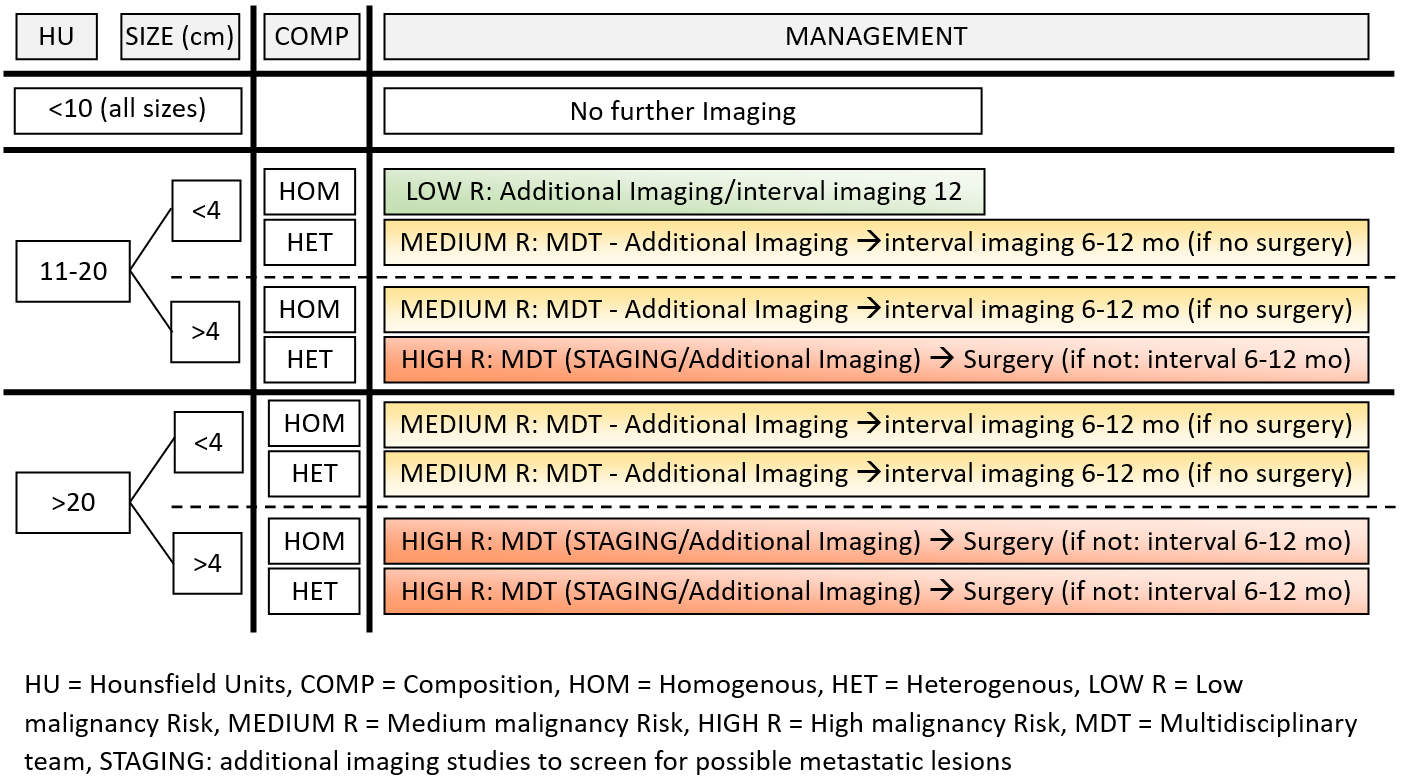 HU SIZE (cm) COMP MANAGEMENT
<10 (all sizes) No further Imaging
11-20
<4
HOM LOW R: Additional Imaging/interval imaging 12
HET MEDIUM R: MDT - Additional Imaging →interval imaging 6-12 mo (if no surgery)
>4
HOM MEDIUM R: MDT - Additional Imaging →interval imaging 6-12 mo (if no surgery)
HET HIGH R: MDT (STAGING/Additional Imaging) → Surgery (if not: interval 6-12 mo)
>20
<4
HOM MEDIUM R: MDT - Additional Imaging →interval imaging 6-12 mo (if no surgery)
HET MEDIUM R: MDT - Additional Imaging →interval imaging 6-12 mo (if no surgery)
>4
HOM HIGH R: MDT (STAGING/Additional Imaging) → Surgery (if not: interval 6-12 mo)
HET HIGH R: MDT (STAGING/Additional Imaging) → Surgery (if not: interval 6-12 mo)
HU = Hounsfield Units, COMP = Composition, HOM = Homogenous, HET = Heterogenous, LOW R = Low
malignancy Risk, MEDIUM R = Medium malignancy Risk, HIGH R = High malignancy Risk, MDT = Multidisciplinary
team, STAGING: additional imaging studies to screen for possible metastatic lesions